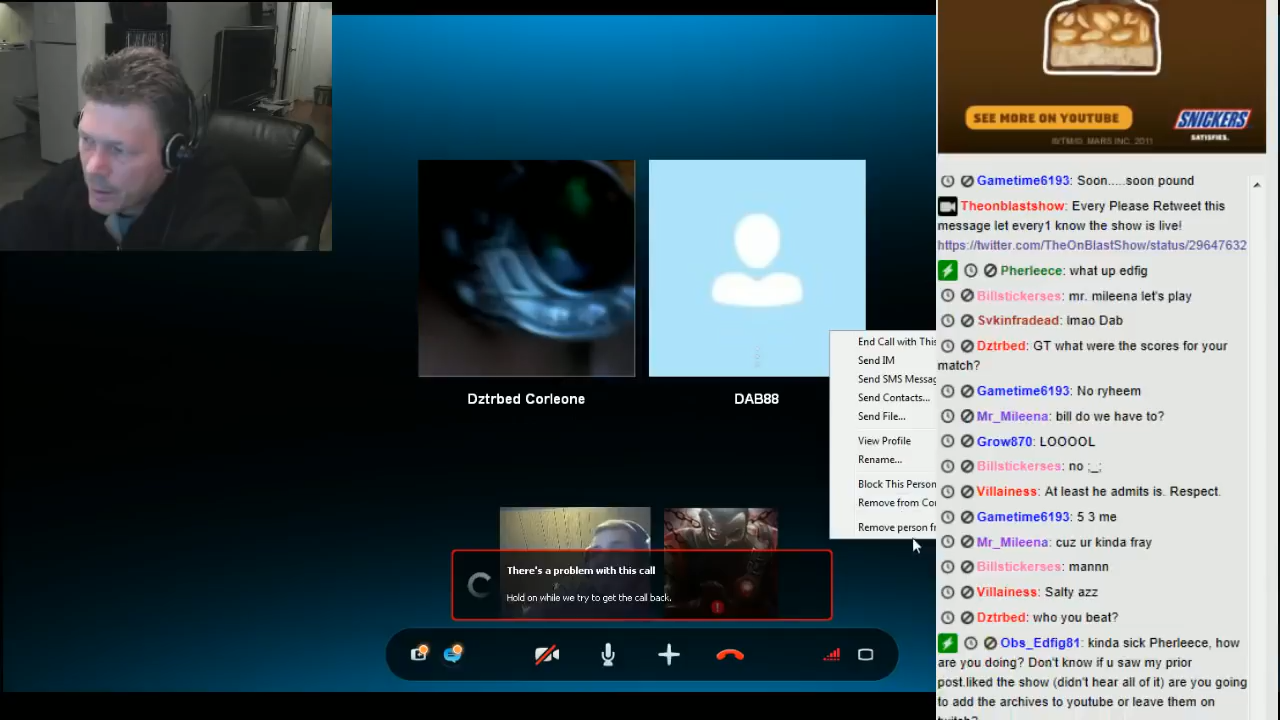 SEE MORE ON YOUTUBE
SNICKERS
SATISFIES.
®/TM/© MARS INC. 2011
Gametime6193: Soon.....soon pound
Theonblastshow: Every Please Retweet this
message let every1 know the show is live!
https://twitter.com/TheOnBlastShow/status/29647632
Pherleece: what up edfig
Billstickerses: mr. mileena let's play
Svkinfradead: lmao Dab
Dztrbed: GT what were the scores for your
match?
Gametime6193: No ryheem
Mr_Mileena: bill do we have to?
Grow870: LOOOOL
Billstickerses: no ;_;
Villainess: At least he admits is. Respect.
Gametime6193: 5 3 me
Mr_Mileena: cuz ur kinda fray
Billstickerses: mannn
Villainess: Salty azz
Dztrbed: who you beat?
Obs_Edfig81: kinda sick Pherleece, how
are you doing? Don't know if u saw my prior
post.liked the show (didn't hear all of it) are you going
to add the archives to youtube or leave them on
twitch?
Dztrbed Corleone
DAB88
End Call with This
Send IM
Send SMS Messag
Send Contacts...
Send File...
View Profile
Rename...
Block This Person
Remove from Co
Remove person fr
There's a problem with this call
Hold on while we try to get the call back.